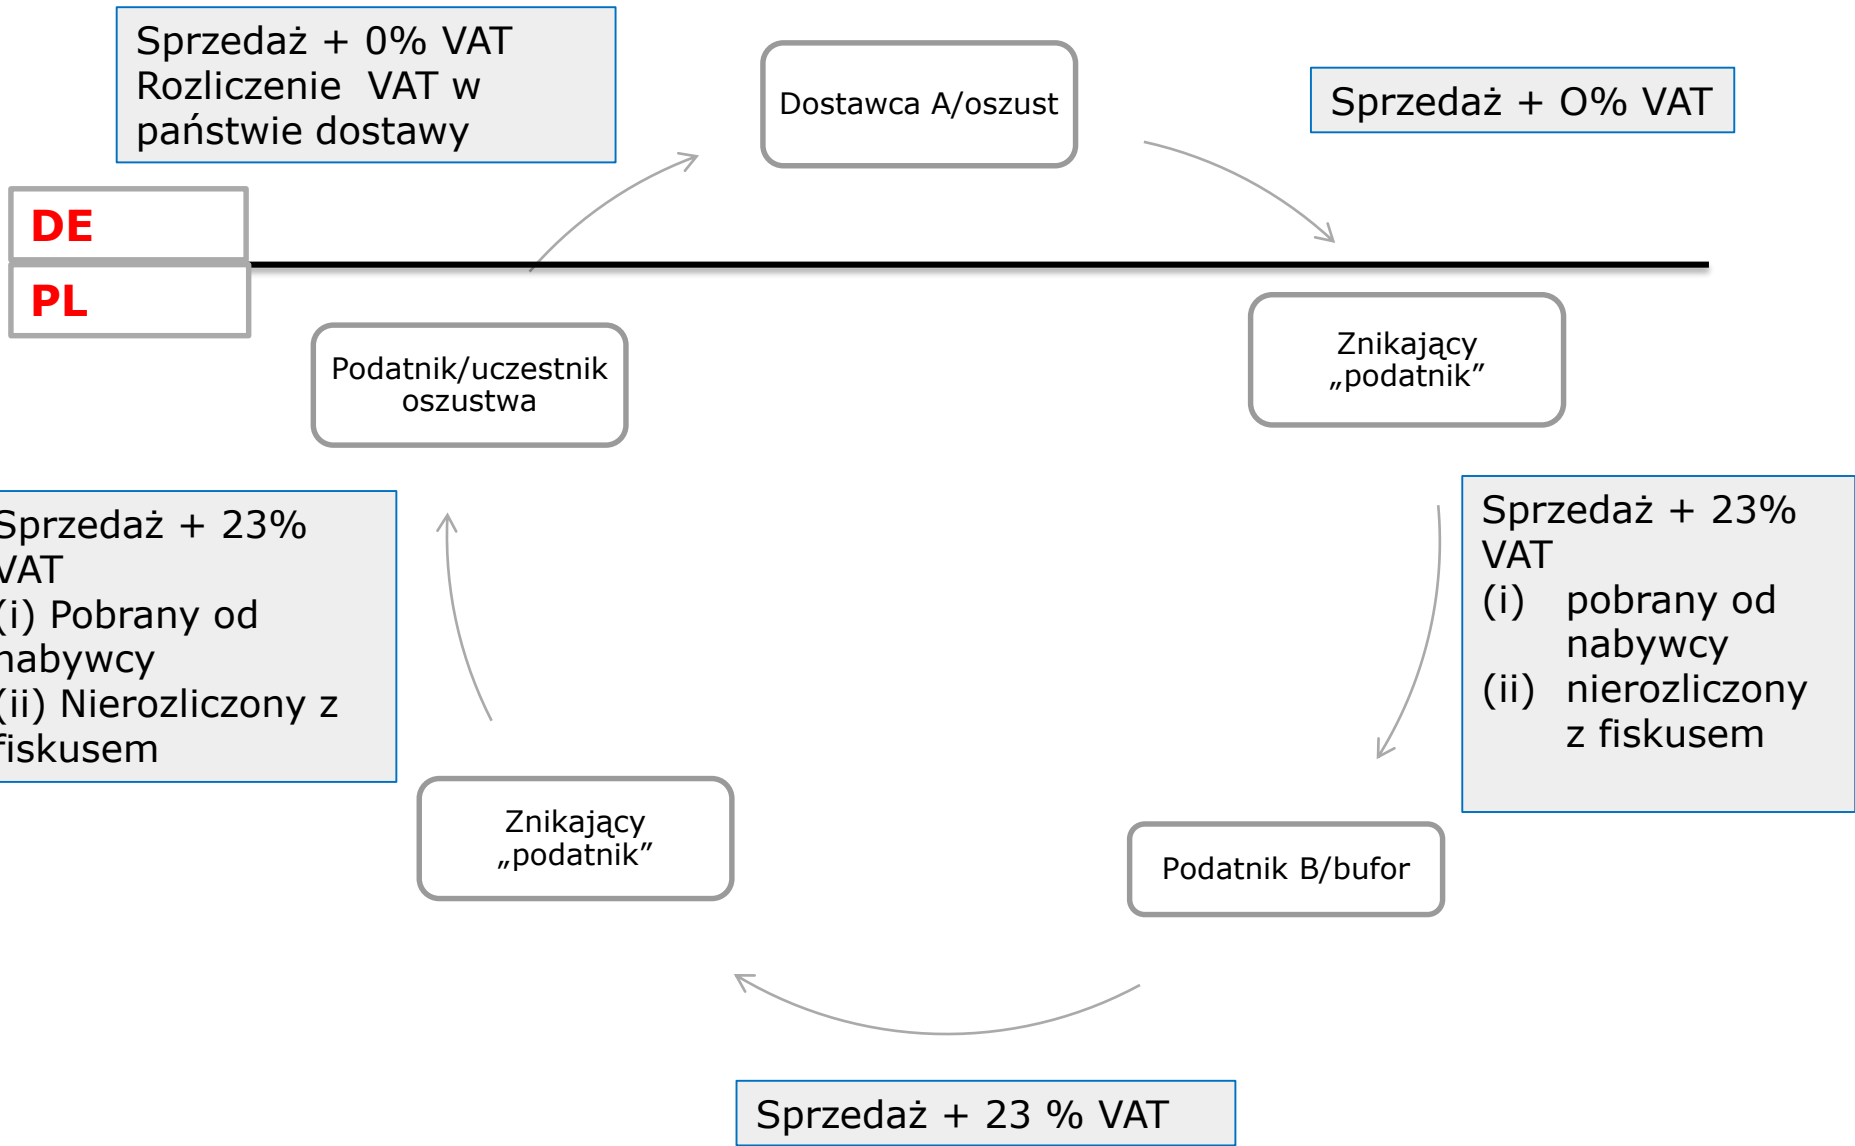 Sprzedaż + 0% VAT
Rozliczenie VAT w
państwie dostawy
Dostawca A/oszust
Sprzedaż + O% VAT
DE
PL
Podatnik/uczestnik
oszustwa
Znikający
„podatnik”
Sprzedaż + 23%
VAT
(i) Pobrany od
nabywcy
(ii) Nierozliczony z
fiskusem
Sprzedaż + 23%
VAT
(i) pobrany od
nabywcy
(ii) nierozliczony
z fiskusem
Znikający
„podatnik”
Podatnik B/bufor
Sprzedaż + 23 % VAT